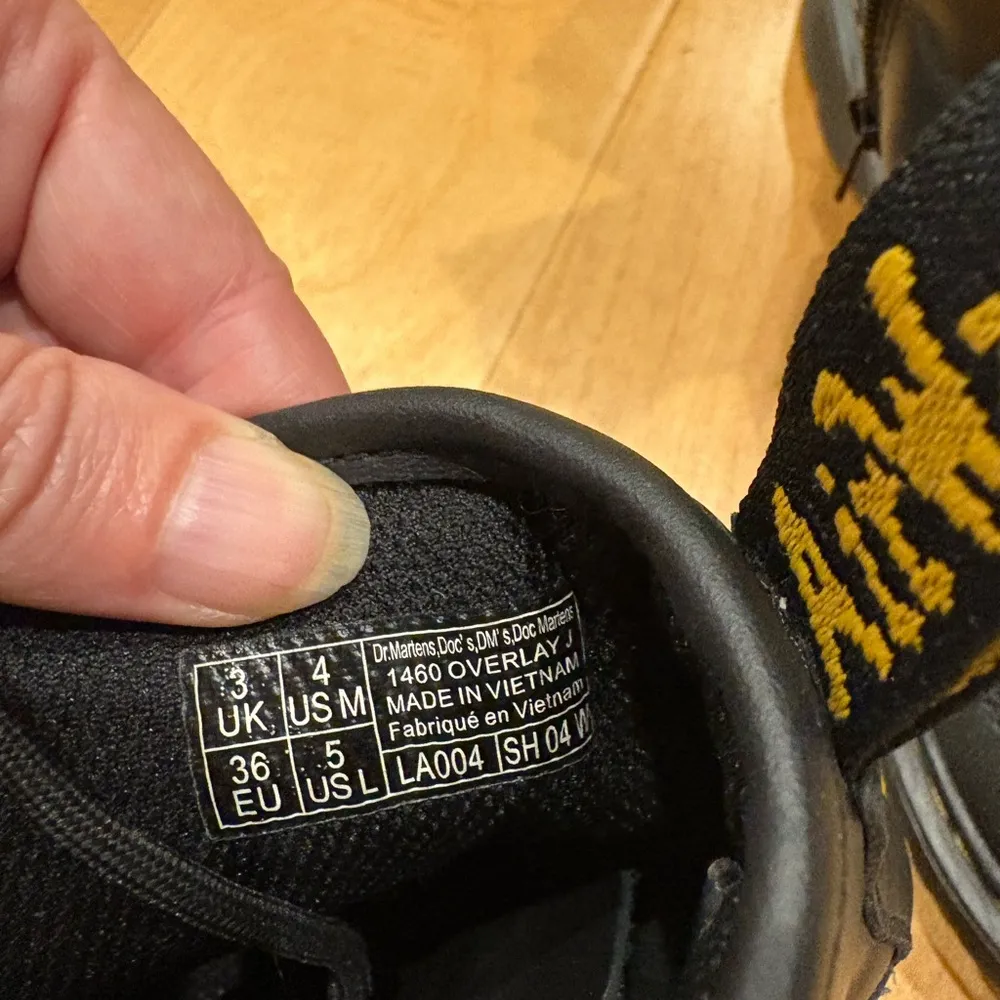 3
UK
4
US M
36
EU
5
US L
Dr.Martens,Doc's,DM's,Doc Martens
1460 OVERLAY J
MADE IN VIETNAM
Fabriqué en Vietnam
LA004
SH 04
AirW